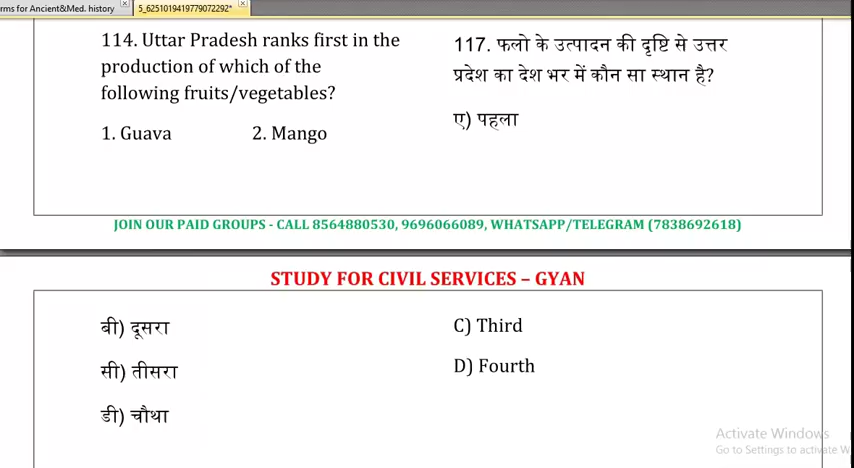 rms for Ancient&Med. history
5_6251019419779072292*
114. Uttar Pradesh ranks first in the
production of which of the
following fruits/vegetables?
1. Guava 2. Mango
117. फलो के उत्पादन की दृष्टि से उत्तर
प्रदेश का देश भर में कौन सा स्थान है?
ए) पहला
JOIN OUR PAID GROUPS - CALL 8564880530, 9696066089, WHATSAPP/TELEGRAM (7838692618)
STUDY FOR CIVIL SERVICES – GYAN
बी) दूसरा
सी) तीसरा
डी) चौथा
C) Third
D) Fourth
Activate Windows
Go to Settings to activate W